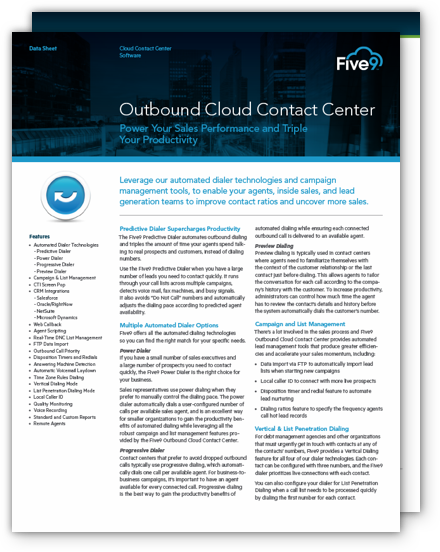 Data Sheet
Cloud Contact Center
Software
Five9
Outbound Cloud Contact Center
Power Your Sales Performance and Triple
Your Productivity
Leverage our automated dialer technologies and campaign
management tools, to enable your agents, inside sales, and lead
generation teams to improve contact ratios and uncover more sales.
Features
• Automated Dialer Technologies
- Predictive Dialer
- Power Dialer
- Progressive Dialer
- Preview Dialer
• Campaign & List Management
• CTI Screen Pop
• CRM Integrations
- Salesforce
- Oracle/RightNow
- NetSuite
- Microsoft Dynamics
• Web Callback
• Agent Scripting
• Real-Time DNC List Management
• FTP Data Import
• Outbound Call Priority
• Disposition Timers and Redials
• Answering Machine Detection
• Automatic Voicemail Laydown
• Time Zone Rules Dialing
• Vertical Dialing Mode
• List Penetration Dialing Mode
• Local Caller ID
• Quality Monitoring
• Voice Recording
• Standard and Custom Reports
• Remote Agents
Predictive Dialer Supercharges Productivity
The Five9 Predictive Dialer automates outbound dialing
and triples the amount of time your agents spend talk-
ing to real prospects and customers, instead of dialing
numbers.
Use the Five9 Predictive Dialer when you have a large
number of leads you need to contact quickly. It runs
through your call lists across multiple campaigns,
detects voice mail, fax machines, and busy signals.
It also avoids "Do Not Call" numbers and automatically
adjusts the dialing pace according to predicted agent
availability.
Multiple Automated Dialer Options
Five9 offers all the automated dialing technologies
so you can find the right match for your specific needs.
Power Dialer
If you have a small number of sales executives and
a large number of prospects you need to contact
quickly, the Five9 Power Dialer is the right choice for
your business.
Sales representatives use power dialing when they
prefer to manually control the dialing pace. The power
dialer automatically dials a user-configured number of
calls per available sales agent, and is an excellent way
for smaller organizations to gain the productivity ben-
efits of automated dialing while leveraging all the
robust campaign and list management features pro-
vided by the Five9 Outbound Cloud Contact Center.
Progressive Dialer
Contact centers that prefer to avoid dropped outbound
calls typically use progressive dialing, which automati-
cally dials one call per available agent. For business-to-
business campaigns, it's important to have an agent
available for every connected call. Progressive dialing
is the best way to gain the productivity benefits of
automated dialing while ensuring each connected
outbound call is delivered to an available agent.
Preview Dialing
Preview dialing is typically used in contact centers
where agents need to familiarize themselves with
the context of the customer relationship or the last
contact just before dialing. This allows agents to tailor
the conversation for each call according to the compa-
ny's history with the customer. To increase productivity,
administrators can control how much time the agent
has to review the contact's details and history before
the system automatically dials the customer's number.
Campaign and List Management
There's a lot involved in the sales process and Five9
Outbound Cloud Contact Center provides automated
lead management tools that produce greater efficien-
cies and accelerate your sales momentum, including:
• Data import via FTP to automatically import lead
lists when starting new campaigns
• Local caller ID to connect with more live prospects
• Disposition timer and redial feature to automate
lead nurturing
• Dialing ratios feature to specify the frequency agents
call hot lead records
Vertical & List Penetration Dialing
For debt management agencies and other organizations
that must urgently get in touch with contacts at any of
the contacts' numbers, Five9 provides a Vertical Dialing
feature for all four of our dialer technologies. Each con-
tact can be configured with three numbers, and the Five9
dialer prioritizes live connections with each contact.
You can also configure your dialer for List Penetration
Dialing when a call list needs to be processed quickly
by dialing the first number for each contact.